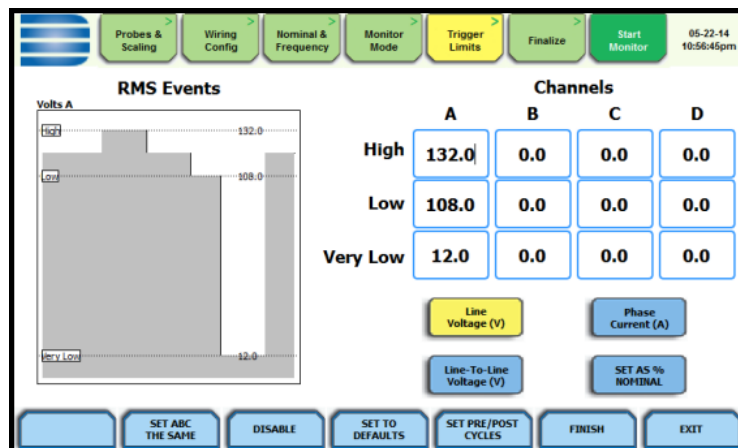 Probes & Scaling
Wiring Config
Nominal & Frequency
Monitor Mode
Trigger Limits
Finalize
Start Monitor
05-22-14
10:56:45pm
RMS Events
Volts A
High 132.0
Low 108.0
Very Low 12.0
Channels
A B C D
High 132.0 0.0 0.0 0.0
Low 108.0 0.0 0.0 0.0
Very Low 12.0 0.0 0.0 0.0
Line Voltage (V)
Phase Current (A)
Line-To-Line Voltage (V)
SET AS % NOMINAL
SET ABC THE SAME
DISABLE
SET TO DEFAULTS
SET PRE/POST CYCLES
FINISH
EXIT